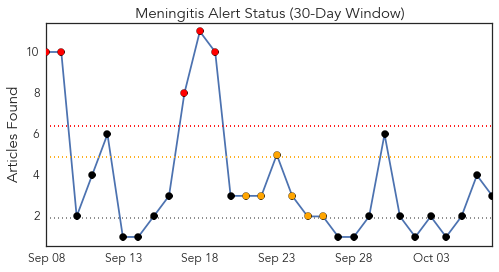 Meningitis Alert Status (30-Day Window)
Articles Found
10
8
6
4
2
Sep 08 Sep 13 Sep 18 Sep 23 Sep 28 Oct 03